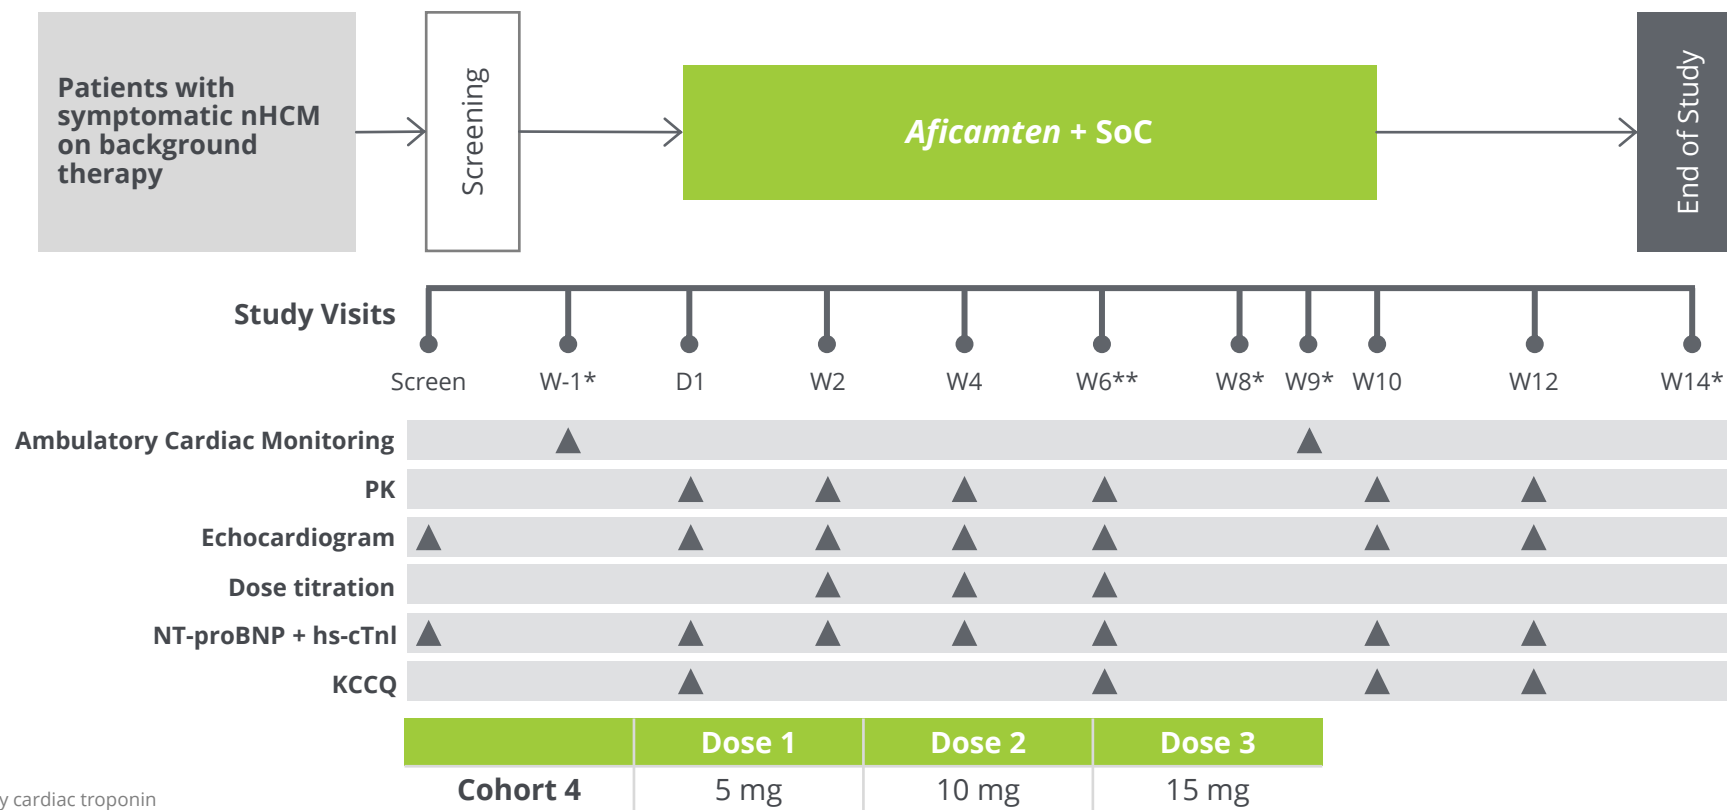 Patients with
symptomatic nHCM
on background
therapy
Screening
Aficamten + SoC
End of Study
Study Visits
Screen W-1* D1 W2 W4 W6** W8* W9* W10 W12 W14*
Ambulatory Cardiac Monitoring
PK
Echocardiogram
Dose titration
NT-proBNP + hs-cTnI
KCCQ
Dose 1 Dose 2 Dose 3
Cohort 4 5 mg 10 mg 15 mg
y cardiac troponin